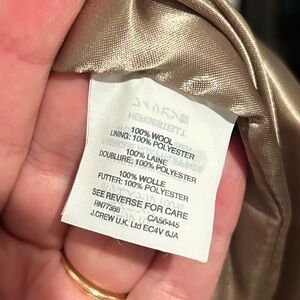 100% WOOL
LINING: 100% POLYESTER
100% LAINE
DOUBLURE: 100% POLYESTER
100% WOLLE
FUTTER: 100% POLYESTER
SEE REVERSE FOR CARE
RN77388 CA56445
J.CREW U.K. Ltd EC4V 6JA